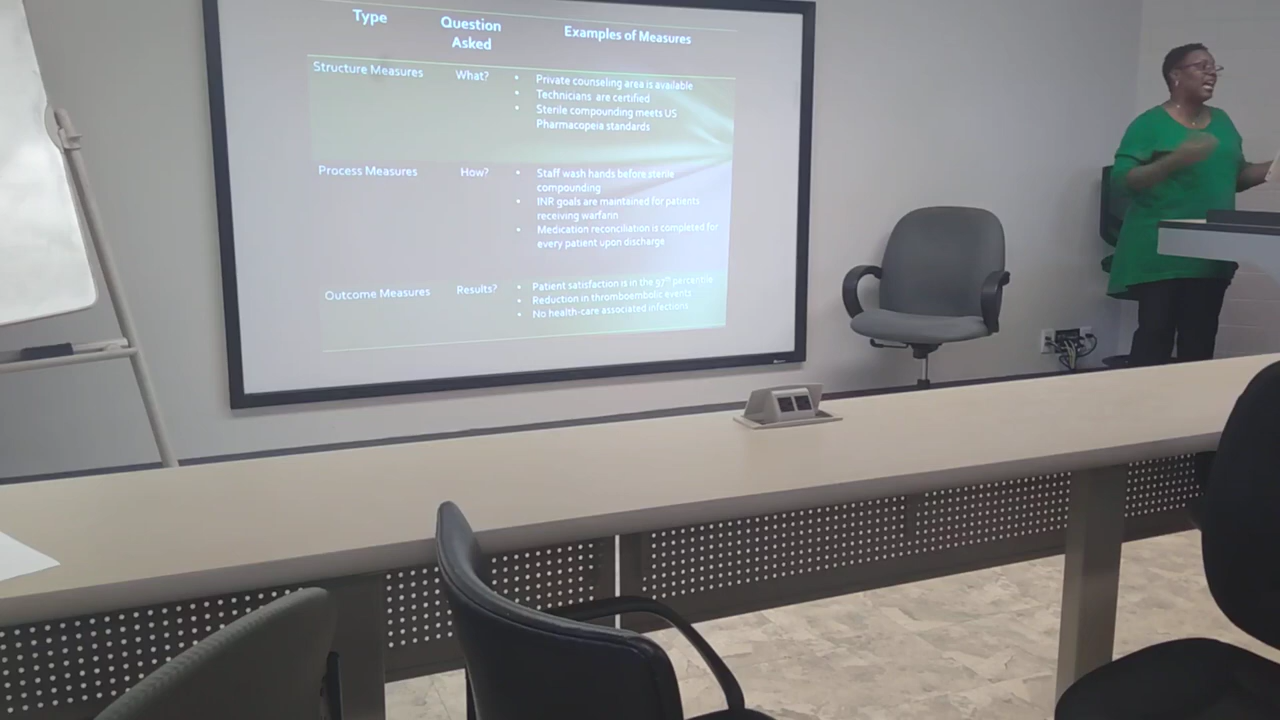 Type Question Asked Examples of Measures
Structure Measures What? • Private counseling area is available
• Technicians are certified
• Sterile compounding meets US
Pharmacopeia standards
Process Measures How? • Staff wash hands before sterile
compounding
• INR goals are maintained for patients
receiving warfarin
• Medication reconciliation is completed for
every patient upon discharge
Outcome Measures Results? • Patient satisfaction is in the 97th percentile
• Reduction in thromboembolic events
• No health-care associated infections